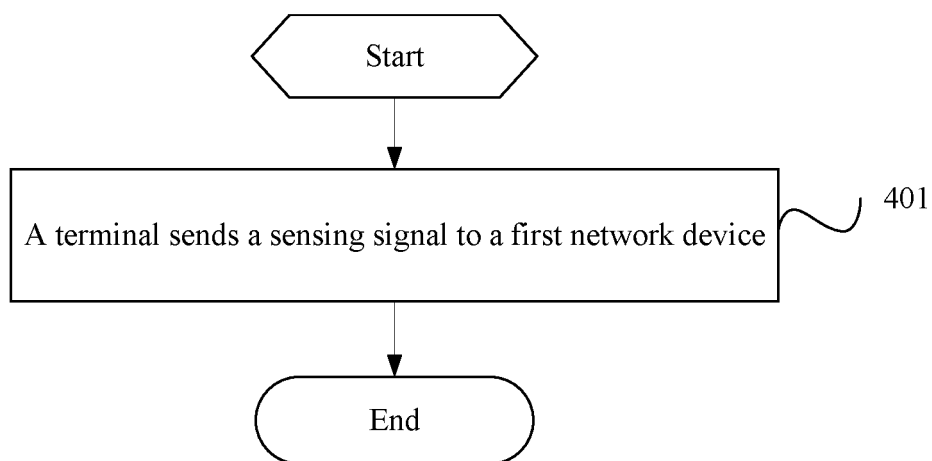 Start
A terminal sends a sensing signal to a first network device
401
End